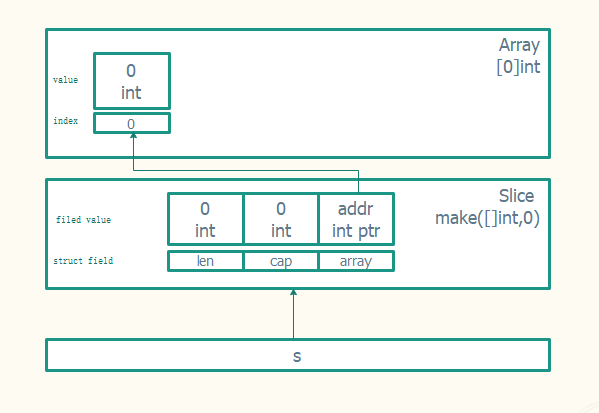 Array
[0]int
value
0
int
index
0
Slice
make([]int,0)
filed value
0 0 addr
int int int ptr
struct field
len cap array
s